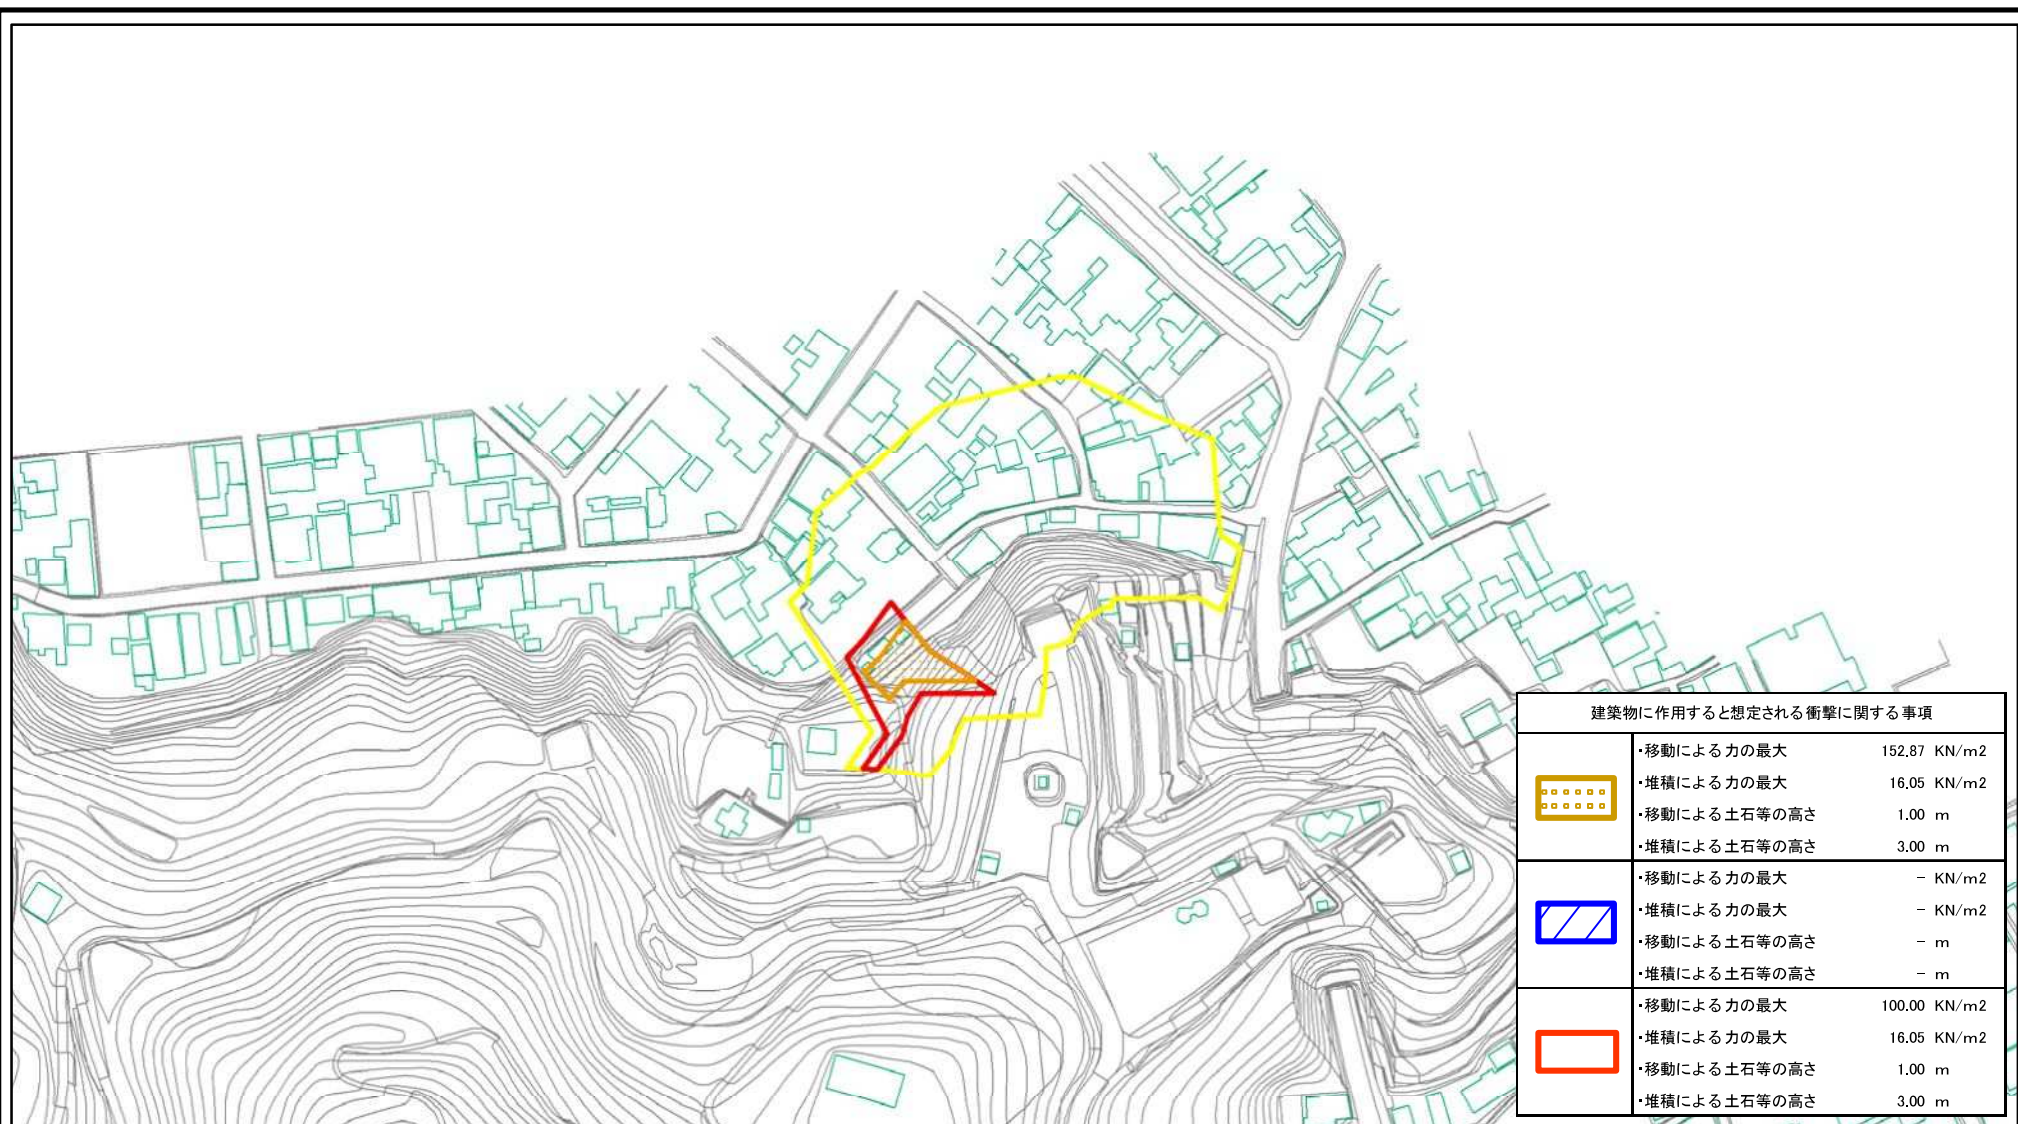 建築物に作用すると想定される衝撃に関する事項
・移動による力の最大 152.87 KN/m2
・堆積による力の最大 16.05 KN/m2
・移動による土石等の高さ 1.00 m
・堆積による土石等の高さ 3.00 m
・移動による力の最大 － KN/m2
・堆積による力の最大 － KN/m2
・移動による土石等の高さ － m
・堆積による土石等の高さ － m
・移動による力の最大 100.00 KN/m2
・堆積による力の最大 16.05 KN/m2
・移動による土石等の高さ 1.00 m
・堆積による土石等の高さ 3.00 m